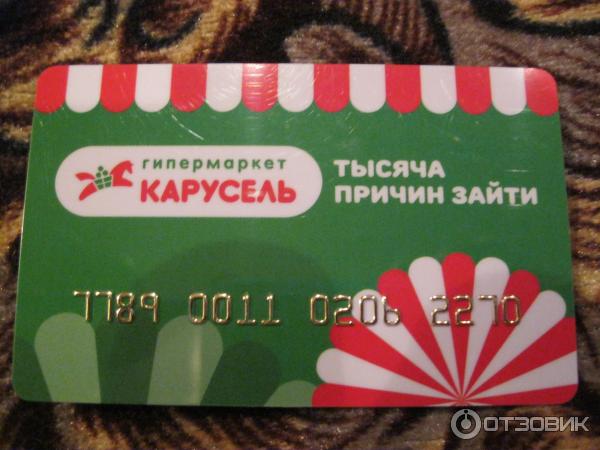 гипермаркет
КАРУСЕЛЬ
ТЫСЯЧА
ПРИЧИН ЗАЙТИ
7789 0011 0206 2270
ОТЗОВИК